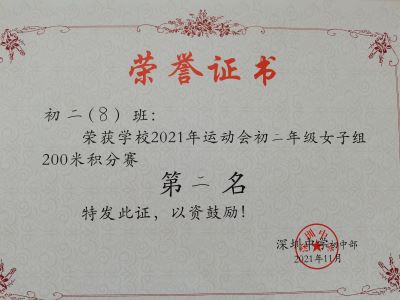 荣誉证书
初二(8)班:
荣获学校2021年运动会初二年级女子组
200米积分赛
第二名
特发此证,以资鼓励!
深圳中学初中部
2021年11月